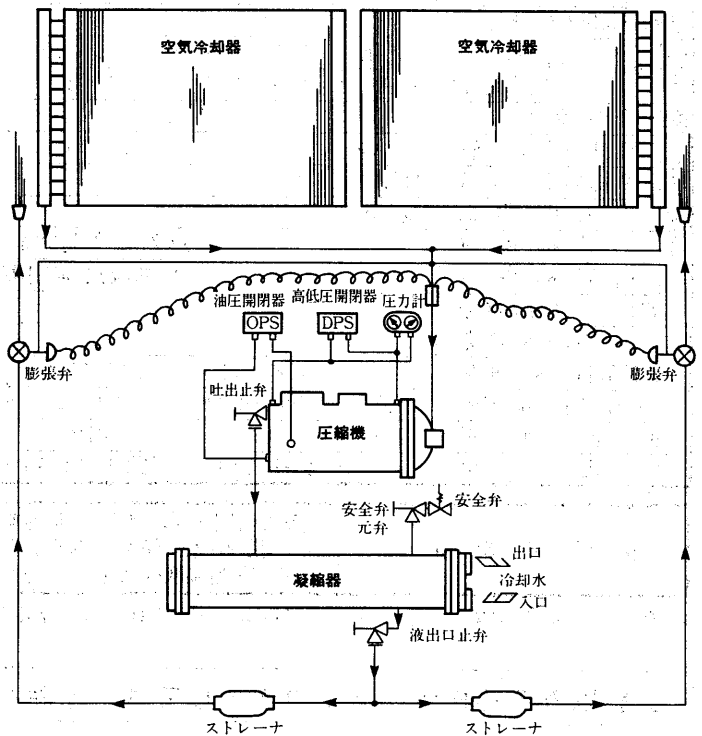 空気冷却器
空気冷却器
油圧開閉器
高低圧開閉器
圧力計
OPS
DPS
膨張弁
膨張弁
吐出止弁
圧縮機
安全弁
元弁
安全弁
凝縮器
出口
冷却水
入口
液出口止弁
ストレーナ
ストレーナ